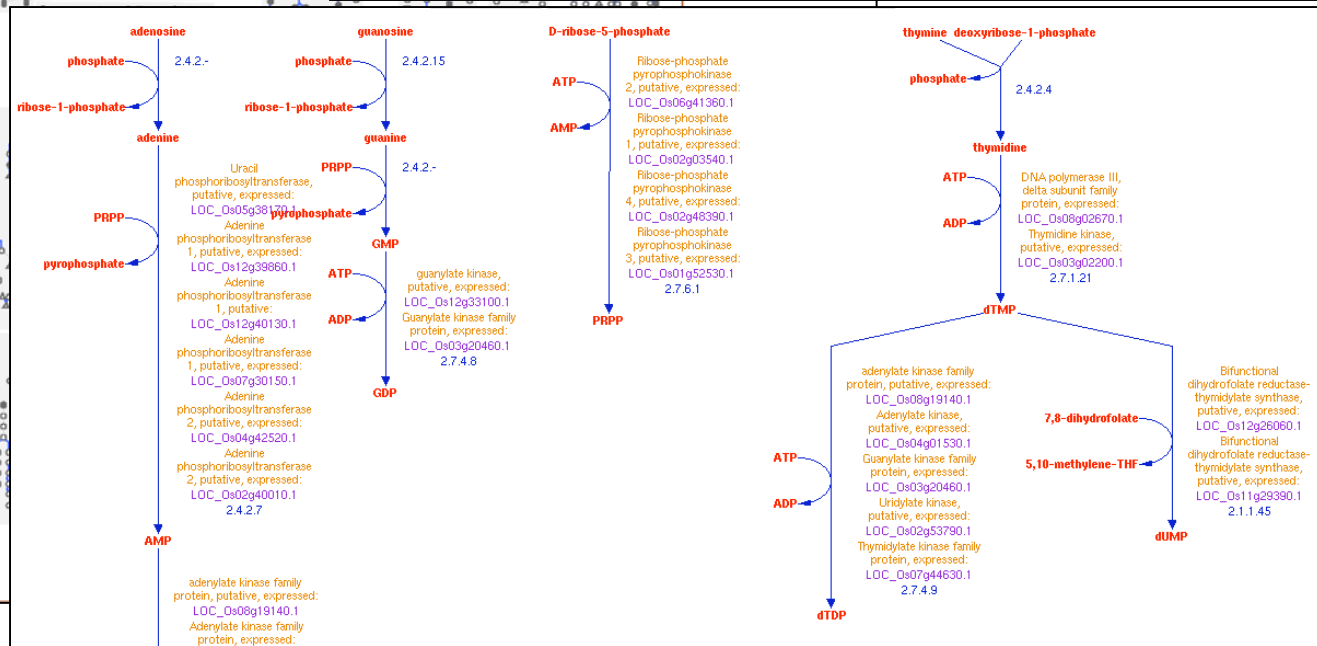 adenosine
phosphate
2.4.2.-
ribose-1-phosphate
adenine
Uracil
phosphoribosyltransferase,
putative, expressed:
LOC_Os05g38170.1
Adenine
phosphoribosyltransferase
1, putative, expressed:
LOC_Os12g39860.1
Adenine
phosphoribosyltransferase
1, putative:
LOC_Os12g40130.1
Adenine
phosphoribosyltransferase
1, putative, expressed:
LOC_Os07g30150.1
Adenine
phosphoribosyltransferase
2, putative, expressed:
LOC_Os04g42520.1
Adenine
phosphoribosyltransferase
2, putative, expressed:
LOC_Os02g40010.1
2.4.2.7
PRPP
pyrophosphate
AMP
adenylate kinase family
protein, putative, expressed:
LOC_Os08g19140.1
Adenylate kinase family
protein, expressed:
guanosine
phosphate
2.4.2.15
ribose-1-phosphate
guanine
PRPP
2.4.2.-
pyrophosphate
GMP
ATP
ADP
guanylate kinase,
putative, expressed:
LOC_Os12g33100.1
Guanylate kinase family
protein, expressed:
LOC_Os03g20460.1
2.7.4.8
GDP
D-ribose-5-phosphate
ATP
AMP
Ribose-phosphate
pyrophosphokinase
2, putative, expressed:
LOC_Os06g41360.1
Ribose-phosphate
pyrophosphokinase
1, putative, expressed:
LOC_Os02g03540.1
Ribose-phosphate
pyrophosphokinase
4, putative, expressed:
LOC_Os02g48390.1
Ribose-phosphate
pyrophosphokinase
3, putative, expressed:
LOC_Os01g52530.1
2.7.6.1
PRPP
thymine deoxyribose-1-phosphate
phosphate
2.4.2.4
thymidine
ATP
ADP
DNA polymerase III,
delta subunit family
protein, expressed:
LOC_Os08g02670.1
Thymidine kinase,
putative, expressed:
LOC_Os03g02200.1
2.7.1.21
dTMP
adenylate kinase family
protein, putative, expressed:
LOC_Os08g19140.1
Adenylate kinase,
putative, expressed:
LOC_Os04g01530.1
Guanylate kinase family
protein, expressed:
LOC_Os03g20460.1
Uridylate kinase,
putative, expressed:
LOC_Os02g53790.1
Thymidylate kinase family
protein, expressed:
LOC_Os07g44630.1
2.7.4.9
ATP
ADP
dTDP
7,8-dihydrofolate
5,10-methylene-THF
Bifunctional
dihydrofolate reductase-
thymidylate synthase,
putative, expressed:
LOC_Os12g26060.1
Bifunctional
dihydrofolate reductase-
thymidylate synthase,
putative, expressed:
LOC_Os11g29390.1
2.1.1.45
dUMP